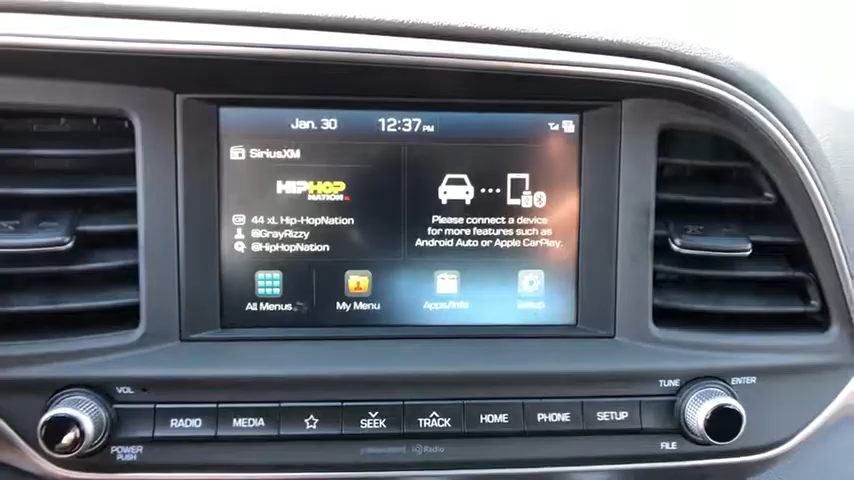 Jan. 30
12:37 PM
SiriusXM
HIPHOP
NATION
44 XL Hip-HopNation
@GrayRizzy
@HipHopNation
Please connect a device
for more features such as
Android Auto or Apple CarPlay.
All Menus
My Menu
Apps/Info
Setup
VOL
POWER
PUSH
RADIO
MEDIA
SEEK
TRACK
HOME
PHONE
SETUP
TUNE
ENTER
FILE
Radio